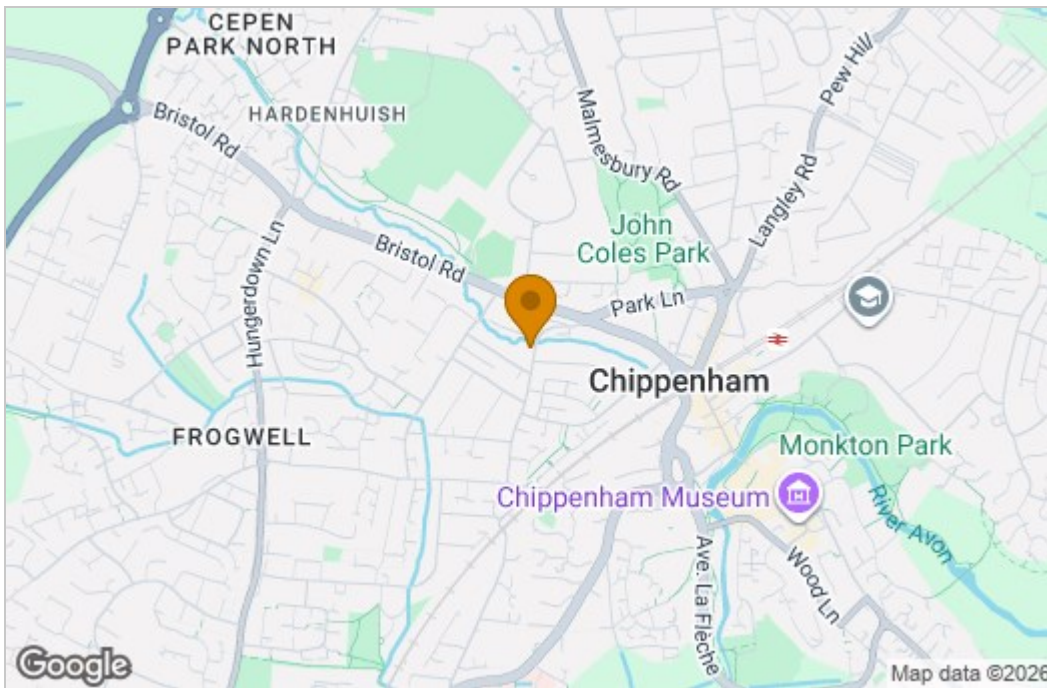 CEPEN
PARK NORTH
HARDENHUISH
Bristol Rd
Malmesbury Rd
Pew Hill
Langley Rd
John
Coles Park
Hungerdown Ln
Bristol Rd
Park Ln
Chippenham
FROGWELL
Monkton Park
Chippenham Museum
River Avon
Wood Ln
Ave. La Flèche
Google
Map data ©2026